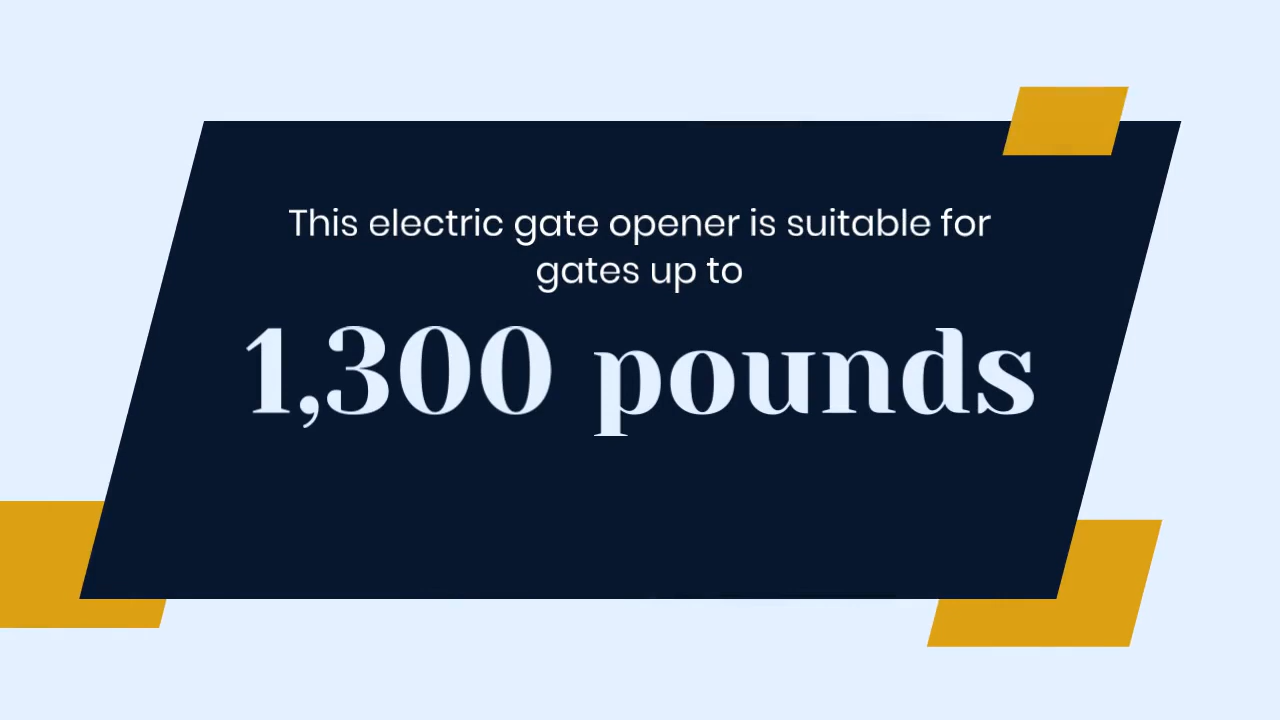 This electric gate opener is suitable for
gates up to
1,300 pounds